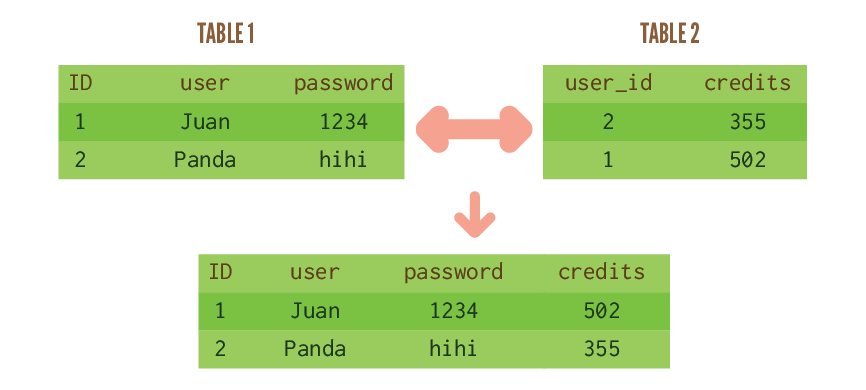 TABLE 1
ID user password
1 Juan 1234
2 Panda hihi
TABLE 2
user_id credits
2 355
1 502
ID user password credits
1 Juan 1234 502
2 Panda hihi 355